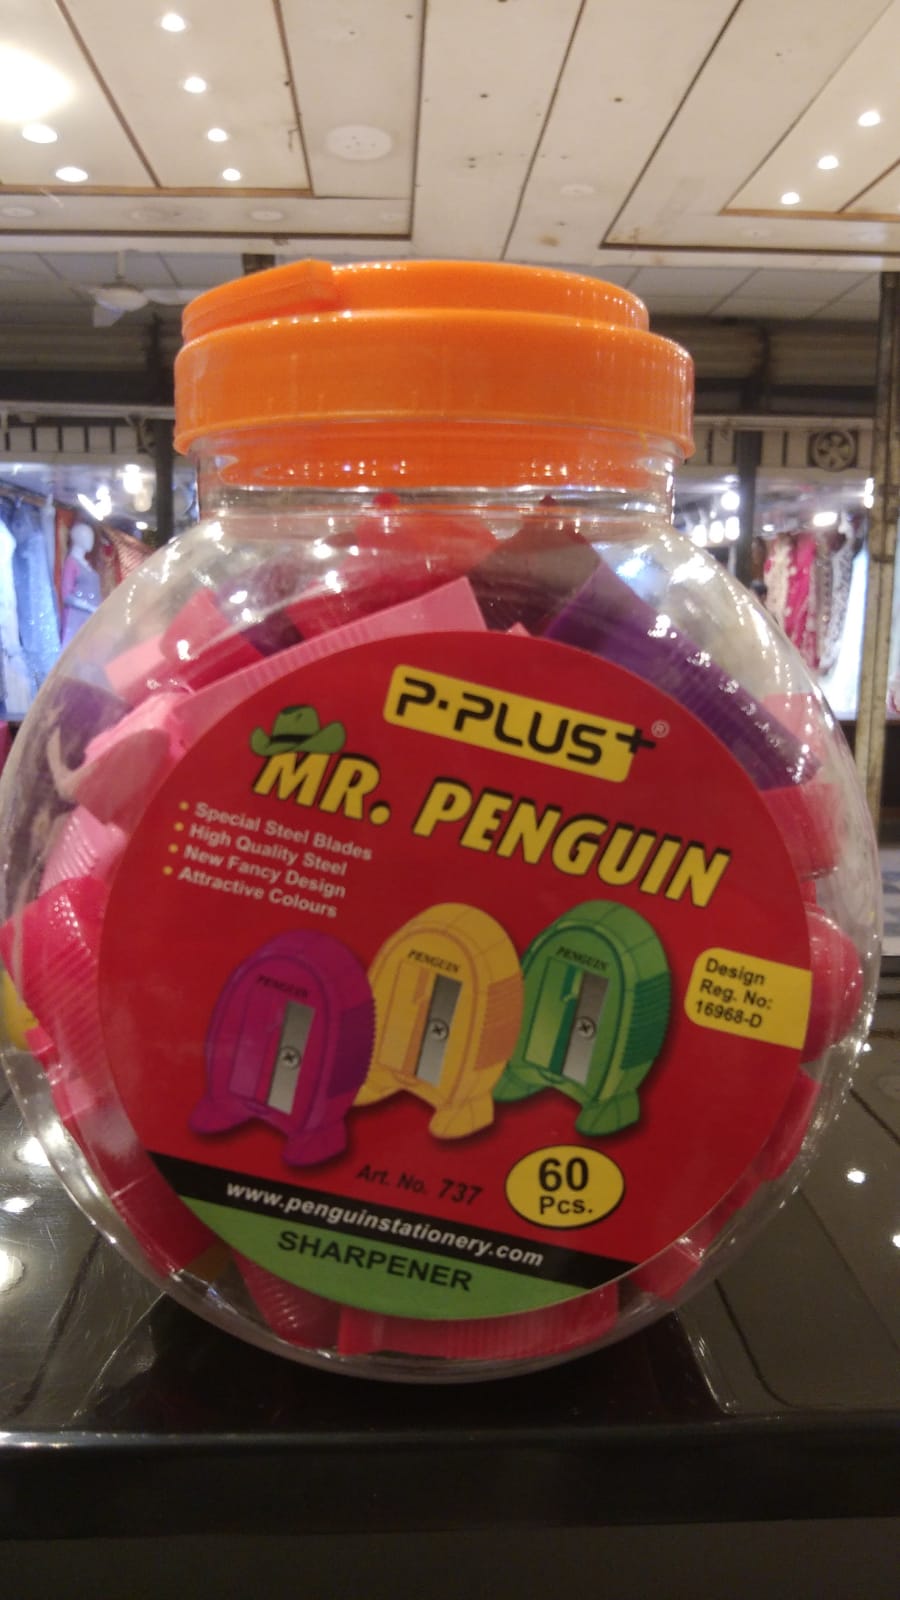 P·PLUS+®
MR. PENGUIN
• Special Steel Blades
• High Quality Steel
• New Fancy Design
• Attractive Colours
PENGUIN
PENGUIN
PENGUIN
Design
Reg. No:
16968-D
Art. No. 737
60
Pcs.
www.penguinstationery.com
SHARPENER